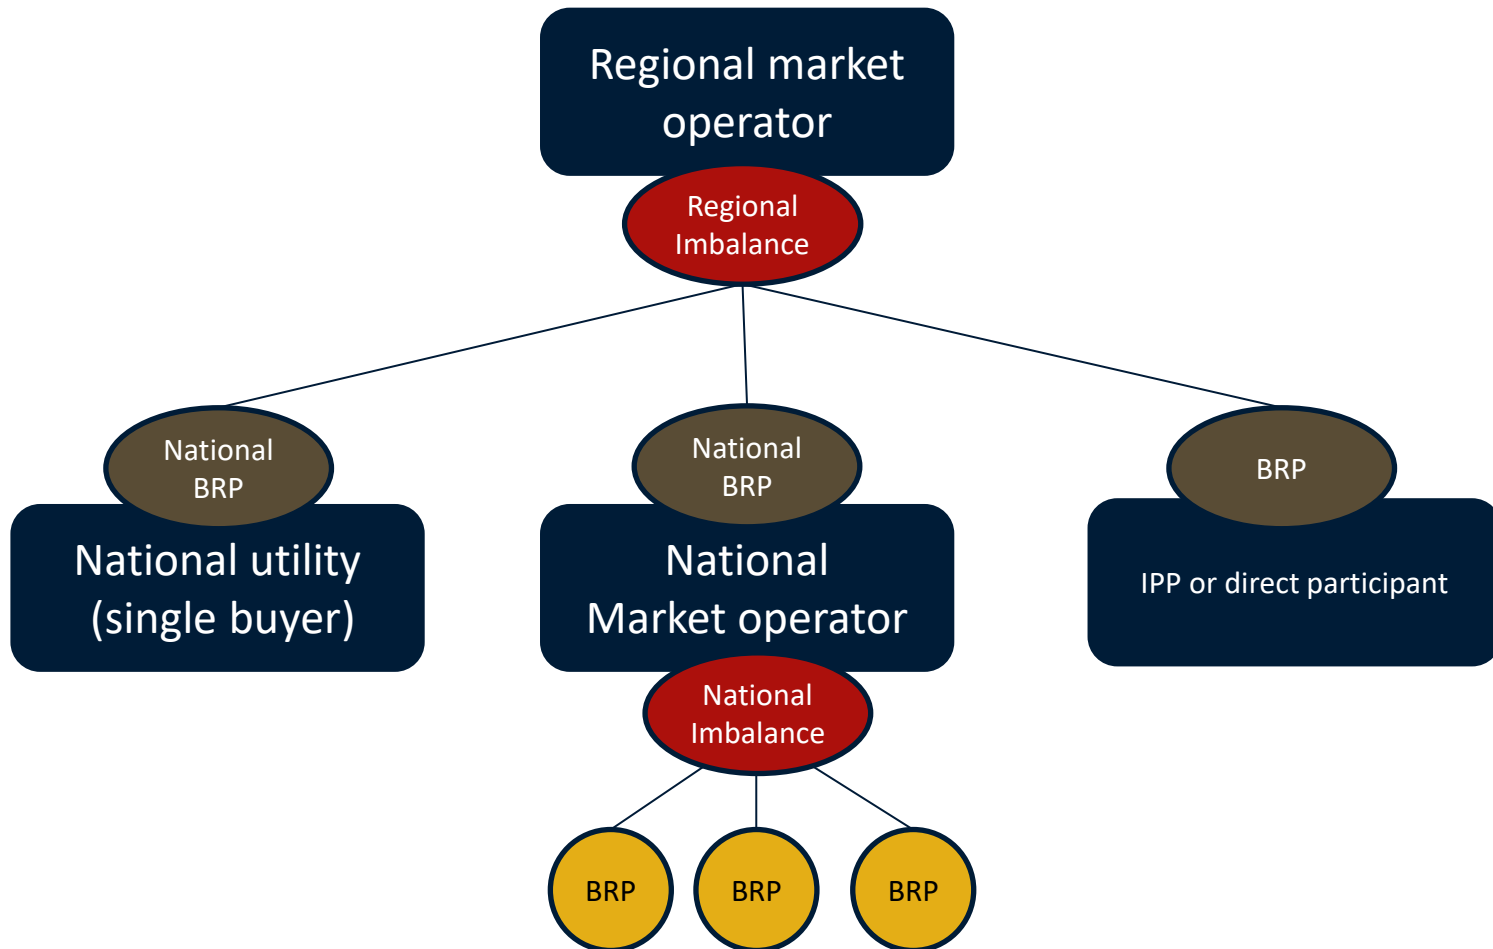 Regional market
operator
Regional
Imbalance
National
BRP
National
BRP
BRP
National utility
(single buyer)
National
Market operator
IPP or direct participant
National
Imbalance
BRP
BRP
BRP